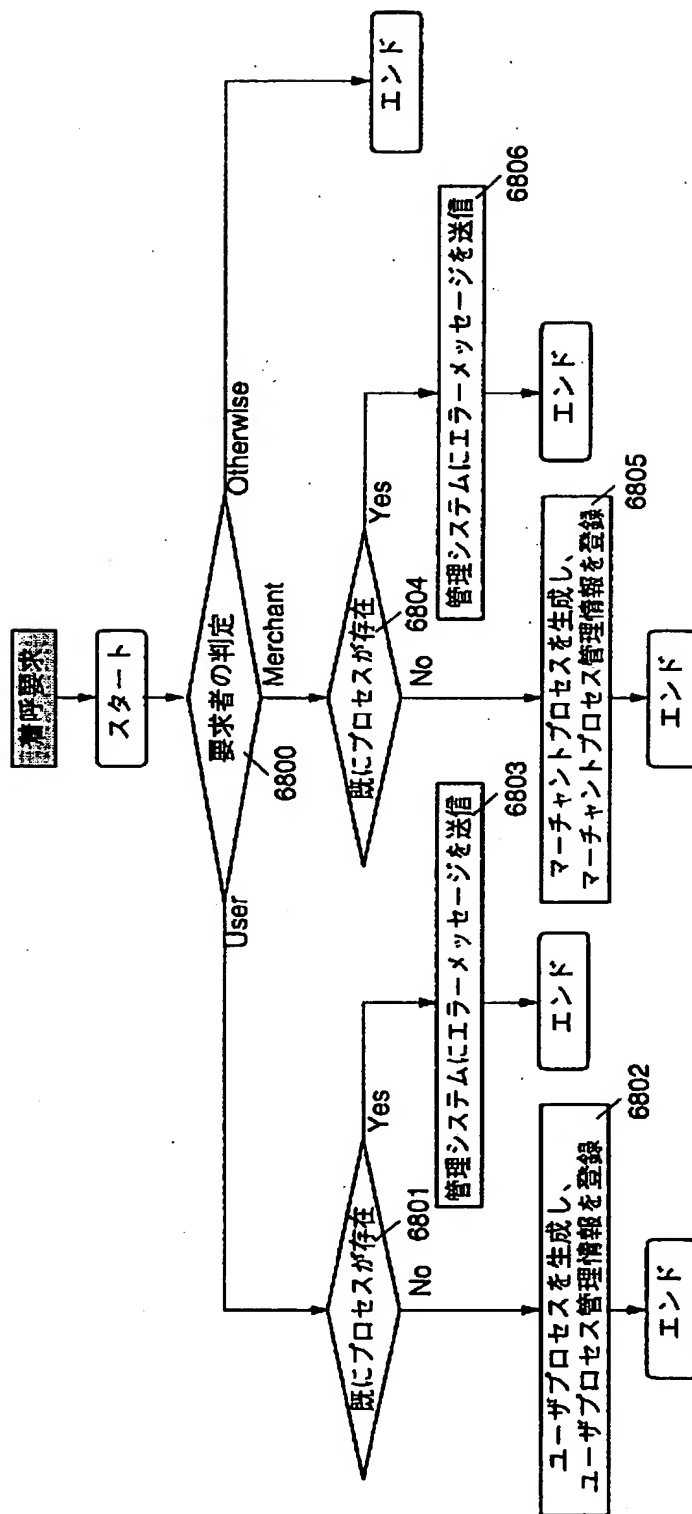 着呼要求
スタート
要求者の判定
6800
User
Merchant
Otherwise
既にプロセスが存在
6801
Yes
No
既にプロセスが存在
6804
Yes
No
エンド
管理システムにエラーメッセージを送信
6803
管理システムにエラーメッセージを送信
6806
エンド
エンド
ユーザプロセスを生成し、
ユーザプロセス管理情報を登録
6802
マーチャントプロセスを生成し、
マーチャントプロセス管理情報を登録
6805
エンド
エンド